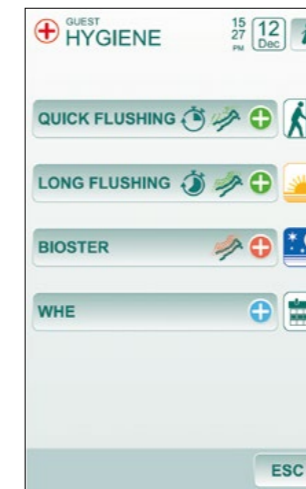 GUEST
HYGIENE
15
27
PM
12
Dec
QUICK FLUSHING
LONG FLUSHING
BIOSTER
WHE
ESC